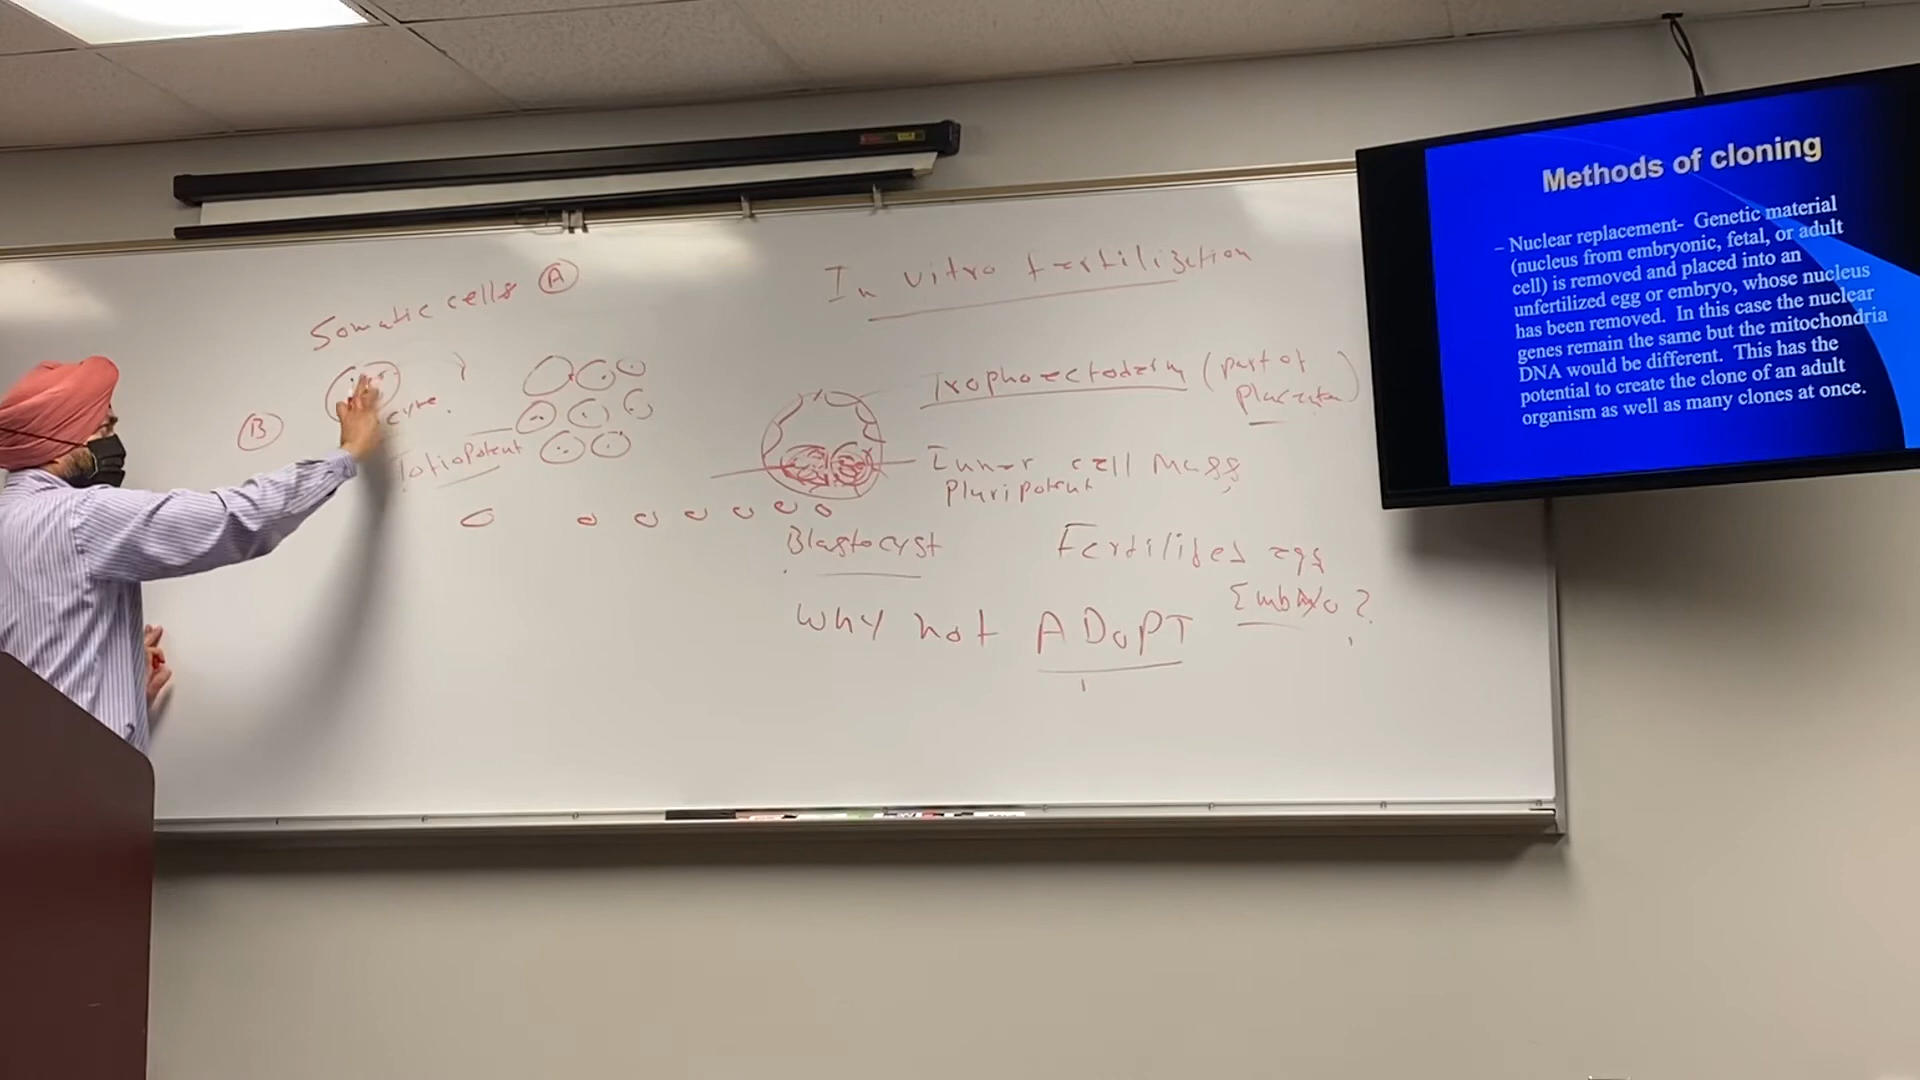 Somatic cells A
B
Totiopotent
In vitro fertilization
Trophoectoderm (part of
Placenta)
Inner cell Mass
Pluripotent
Blastocyst
Fertilizes egg
Embryo ?
Why not ADOPT
Methods of cloning
– Nuclear replacement- Genetic material
(nucleus from embryonic, fetal, or adult
cell) is removed and placed into an
unfertilized egg or embryo, whose nucleus
has been removed. In this case the nuclear
genes remain the same but the mitochondria
DNA would be different. This has the
potential to create the clone of an adult
organism as well as many clones at once.